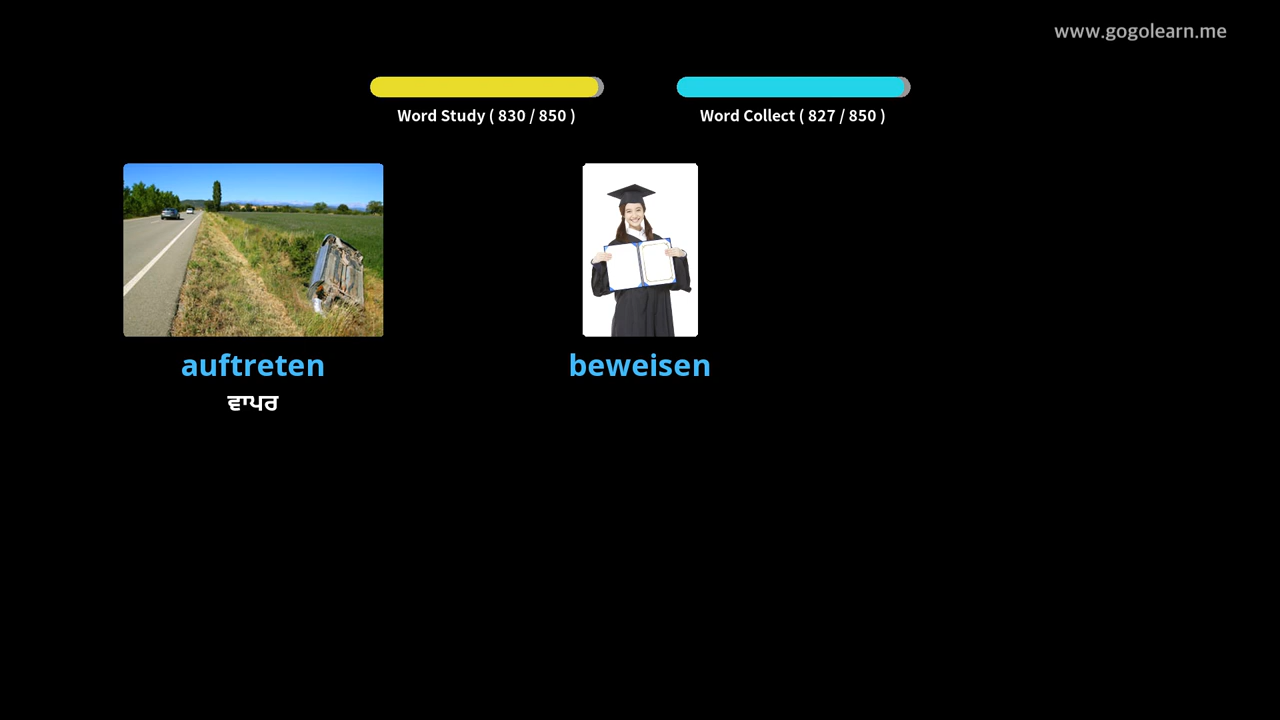 www.gogolearn.me
Word Study ( 830 / 850 )
Word Collect ( 827 / 850 )
auftreten
beweisen
ਵਾਪਰ